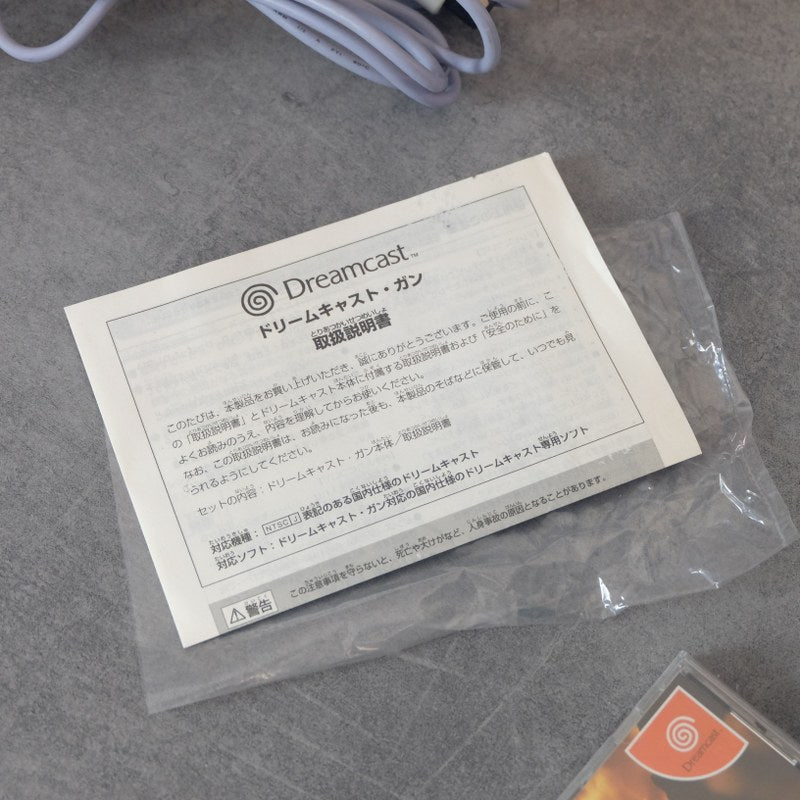 Dreamcast™
ドリームキャスト・ガン
とりあつかいせつめいしょ
取扱説明書
このたびは、本製品をお買い上げいただき、誠にありがとうございます。ご使用の前に、こ
の「取扱説明書」とドリームキャスト本体に付属する取扱説明書および「安全のために」を
よくお読みのうえ、内容を理解してからお使いください。
なお、この取扱説明書は、お読みになった後も、本製品のそばなどに保管して、いつでも見
られるようにしてください。
セットの内容：ドリームキャスト・ガン本体／取扱説明書
対応機種：NTSC J 表記のある国内仕様のドリームキャスト
対応ソフト：ドリームキャスト・ガン対応の国内仕様のドリームキャスト専用ソフト
警告
この注意事項を守らないと、死亡や大けがなど、人身事故の原因となることがあります。
Dreamcast